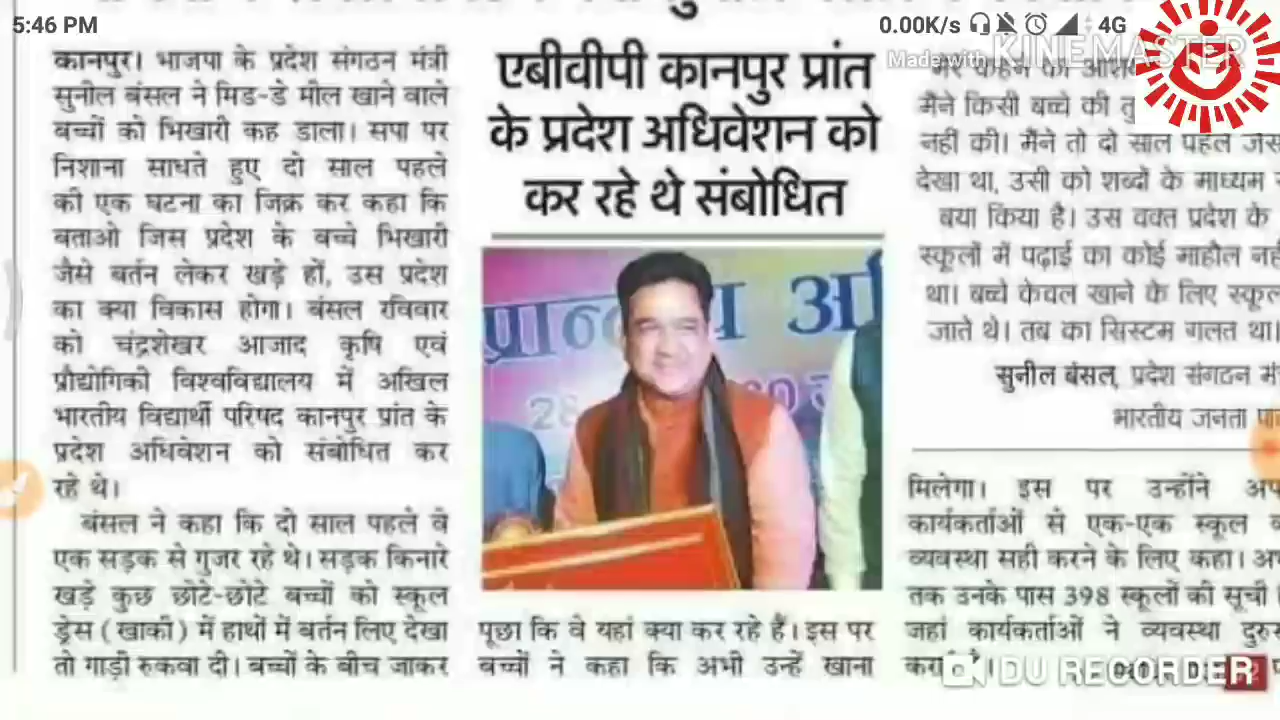 5:46 PM
0.00K/s 4G
Made with KINEMASTER
कानपुर। भाजपा के प्रदेश संगठन मंत्री
सुनील बंसल ने मिड-डे मील खाने वाले
बच्चों को भिखारी कह डाला। सपा पर
निशाना साधते हुए दो साल पहले
की एक घटना का जिक्र कर कहा कि
बताओ जिस प्रदेश के बच्चे भिखारी
जैसे बर्तन लेकर खड़े हों, उस प्रदेश
का क्या विकास होगा। बंसल रविवार
को चंद्रशेखर आजाद कृषि एवं
प्रौद्योगिकी विश्वविद्यालय में अखिल
भारतीय विद्यार्थी परिषद कानपुर प्रांत के
प्रदेश अधिवेशन को संबोधित कर
रहे थे।
बंसल ने कहा कि दो साल पहले वे
एक सड़क से गुजर रहे थे। सड़क किनारे
खड़े कुछ छोटे-छोटे बच्चों को स्कूल
ड्रेस (खाकी) में हाथों में बर्तन लिए देखा
तो गाड़ी रुकवा दी। बच्चों के बीच जाकर
एबीवीपी कानपुर प्रांत
के प्रदेश अधिवेशन को
कर रहे थे संबोधित
प्रान्तीय अ
28
पूछा कि वे यहां क्या कर रहे हैं। इस पर
बच्चों ने कहा कि अभी उन्हें खाना
मेरे कहने का
मैंने किसी बच्चे की तु
नहीं की। मैंने तो दो साल पहले जस
देखा था, उसी को शब्दों के माध्यम
बया किया है। उस वक्त प्रदेश के
स्कूलों में पढ़ाई का कोई माहौल नहीं
था। बच्चे केवल खाने के लिए स्कूल
जाते थे। तब का सिस्टम गलत था।
सुनील बंसल, प्रदेश संगठन मं
भारतीय जनता पा
मिलेगा। इस पर उन्होंने अप
कार्यकर्ताओं से एक-एक स्कूल क
व्यवस्था सही करने के लिए कहा। अ
तक उनके पास 398 स्कूलों की सूची
जहां कार्यकर्ताओं ने व्यवस्था दुरु
DU RECORDER